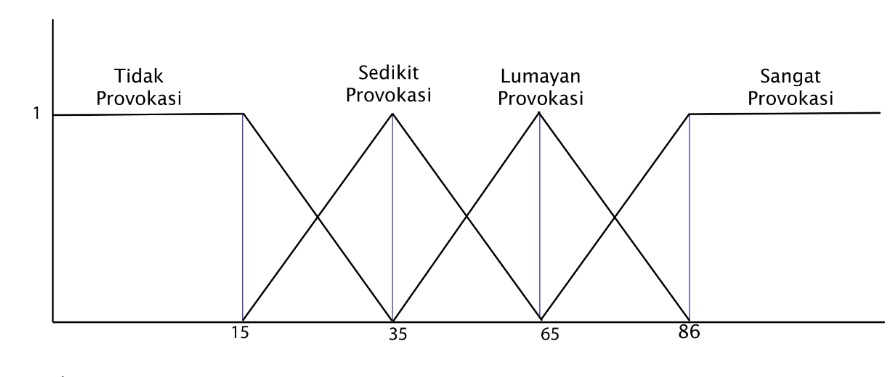 Tidak
Provokasi
Sedikit
Provokasi
Lumayan
Provokasi
Sangat
Provokasi
1
15
35
65
86